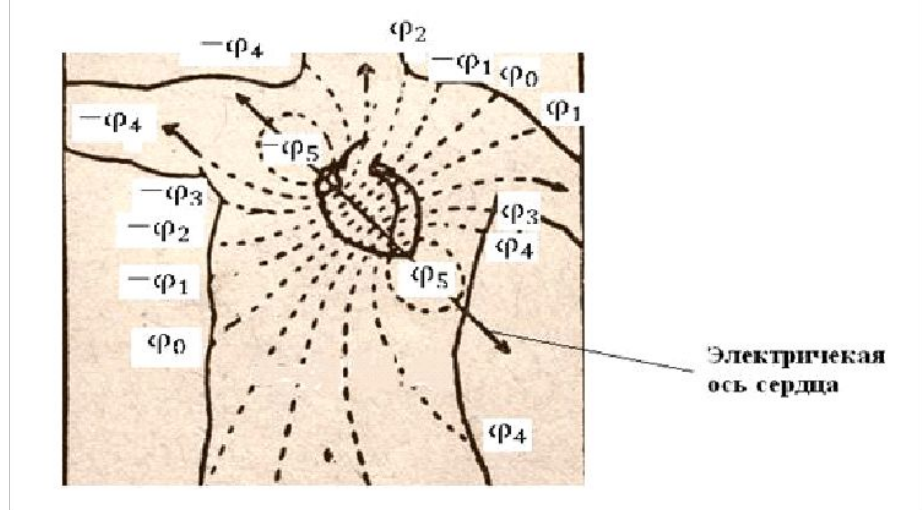 φ₂
−φ₄
−φ₁ φ₀
−φ₄
φ₁
−φ₅
−φ₃
φ₃
−φ₂
φ₄
−φ₁
φ₅
φ₀
Электричекая
ось сердца
φ₄